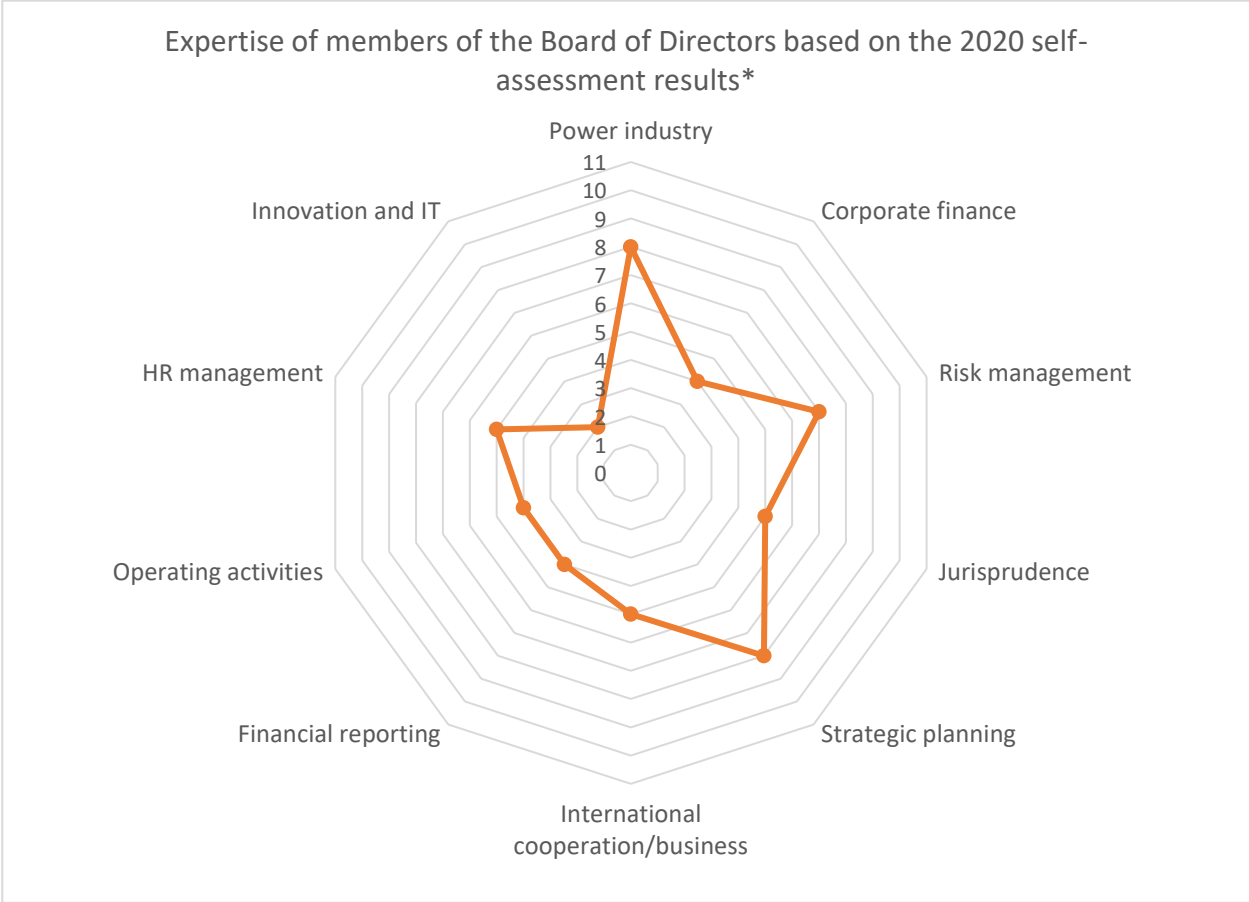 Expertise of members of the Board of Directors based on the 2020 self-
assessment results*
Power industry
11
10
9
8
7
6
5
4
3
2
1
0
Corporate finance
Risk management
Jurisprudence
Strategic planning
International
cooperation/business
Financial reporting
Operating activities
HR management
Innovation and IT